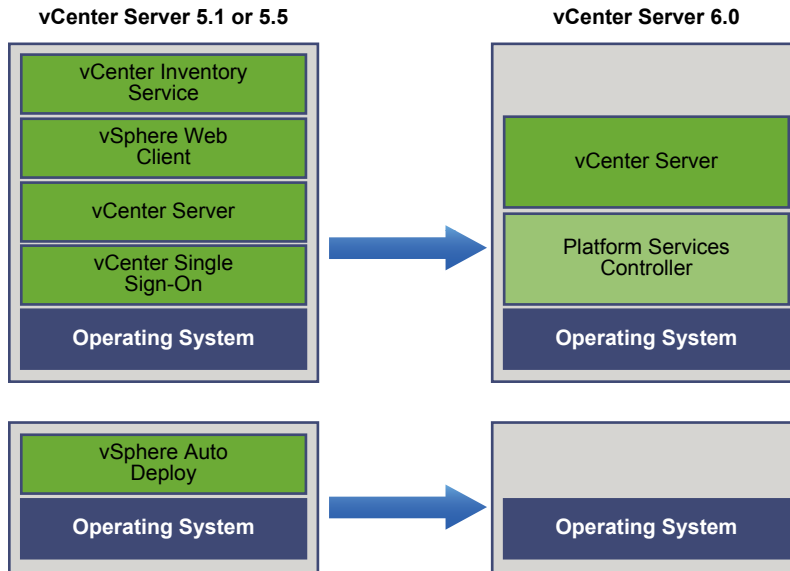 vCenter Server 5.1 or 5.5
vCenter Inventory
Service
vSphere Web
Client
vCenter Server
vCenter Single
Sign-On
Operating System
vCenter Server 6.0
vCenter Server
Platform Services
Controller
Operating System
vSphere Auto
Deploy
Operating System
Operating System